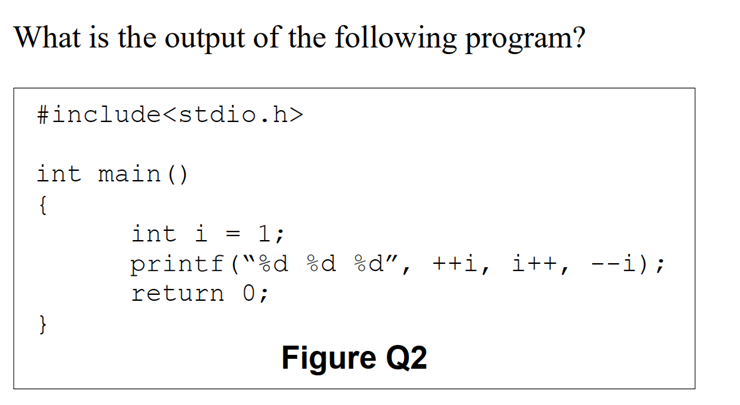 What is the output of the following program?
#include<stdio.h>
int main()
{
int i = 1;
printf(“%d %d %d”, ++i, i++, --i);
return 0;
}
Figure Q2